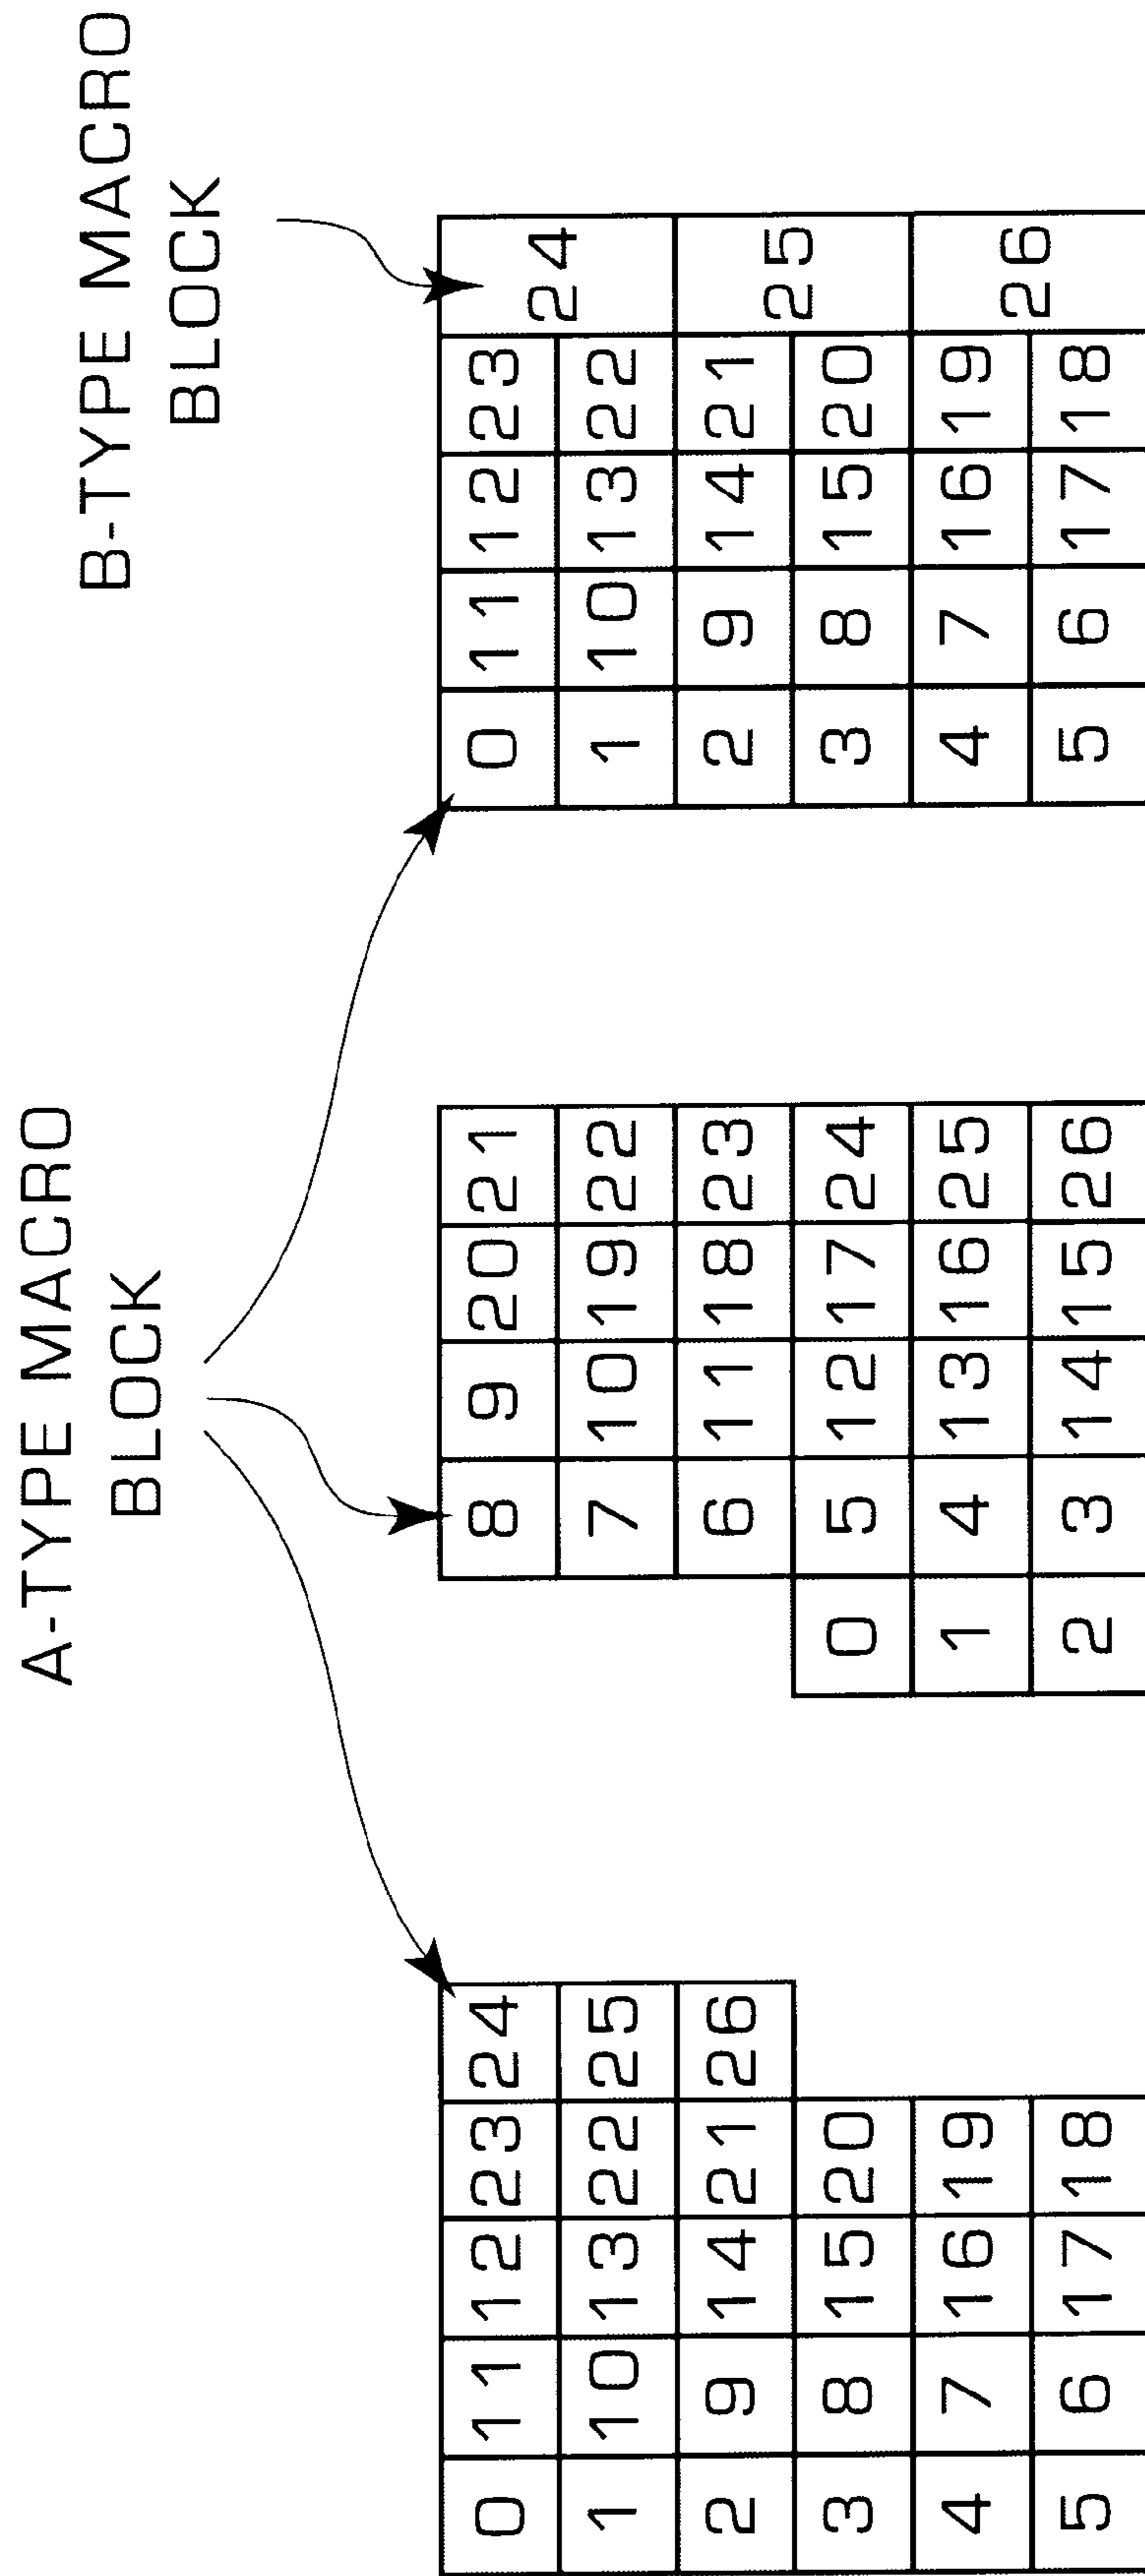 A-TYPE MACRO
BLOCK
B-TYPE MACRO
BLOCK
0 11 12 23 24
1 10 13 22 25
2 9 14 21 26
3 8 15 20
4 7 16 19
5 6 17 18
8 9 20 21
7 10 19 22
6 11 18 23
0 5 12 17 24
1 4 13 16 25
2 3 14 15 26
0 11 12 23
24
1 10 13 22
2 9 14 21
25
3 8 15 20
4 7 16 19
26
5 6 17 18